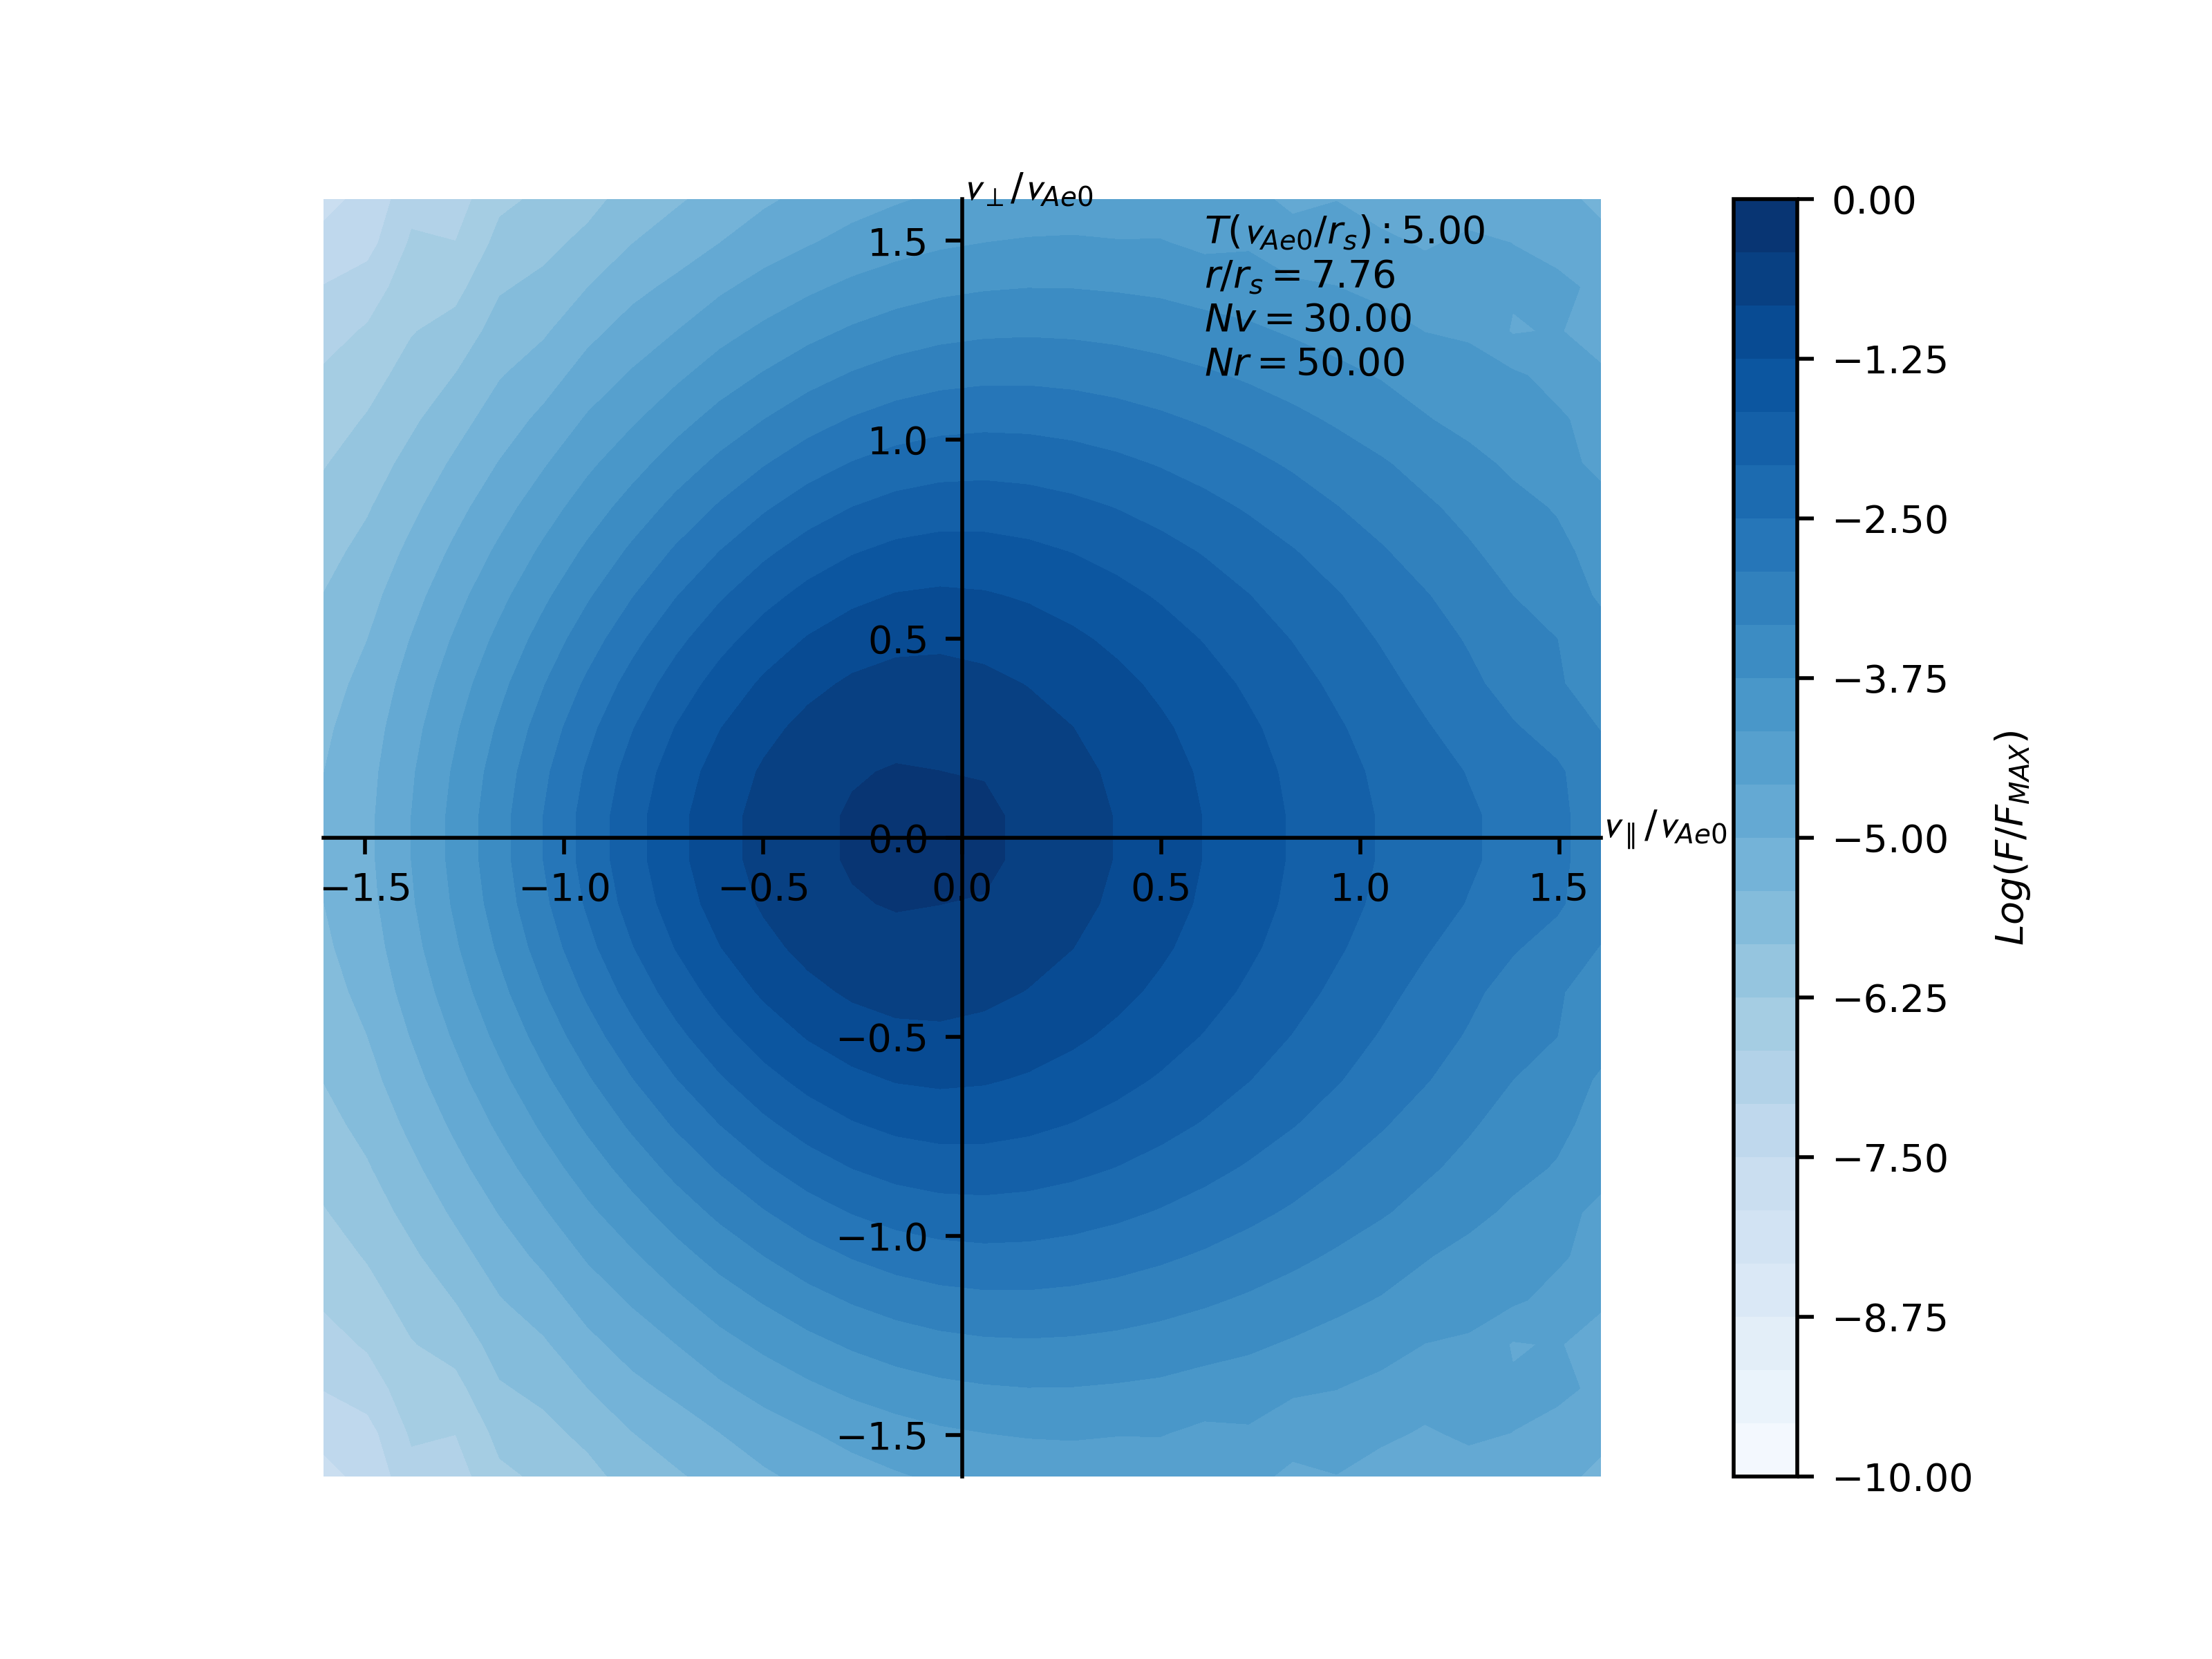 v⊥/vAe0
T(vAe0/rs) : 5.00
r/rs = 7.76
Nv = 30.00
Nr = 50.00
1.5
1.0
0.5
0.0
−0.5
−1.0
−1.5
−1.5 −1.0 −0.5 0.0 0.5 1.0 1.5
v∥/vAe0
0.00
−1.25
−2.50
−3.75
−5.00
−6.25
−7.50
−8.75
−10.00
Log(F/FMAX)